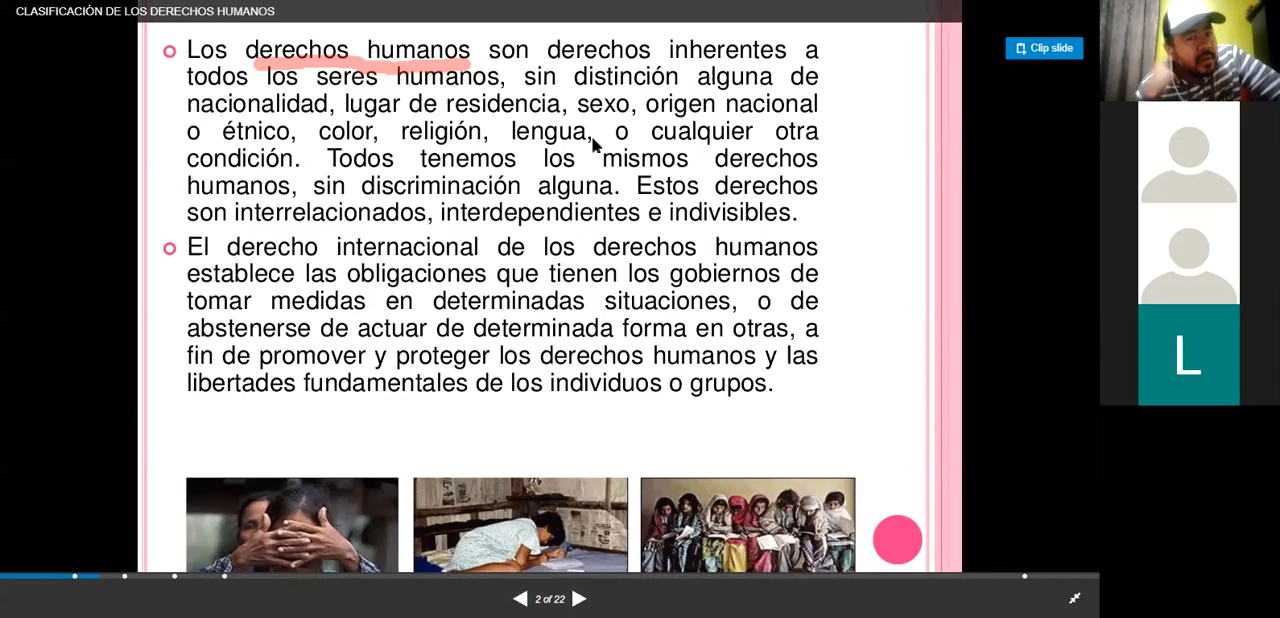 CLASIFICACIÓN DE LOS DERECHOS HUMANOS
Los derechos humanos son derechos inherentes a
todos los seres humanos, sin distinción alguna de
nacionalidad, lugar de residencia, sexo, origen nacional
o étnico, color, religión, lengua, o cualquier otra
condición. Todos tenemos los mismos derechos
humanos, sin discriminación alguna. Estos derechos
son interrelacionados, interdependientes e indivisibles.
El derecho internacional de los derechos humanos
establece las obligaciones que tienen los gobiernos de
tomar medidas en determinadas situaciones, o de
abstenerse de actuar de determinada forma en otras, a
fin de promover y proteger los derechos humanos y las
libertades fundamentales de los individuos o grupos.
Clip slide
L
2 of 22